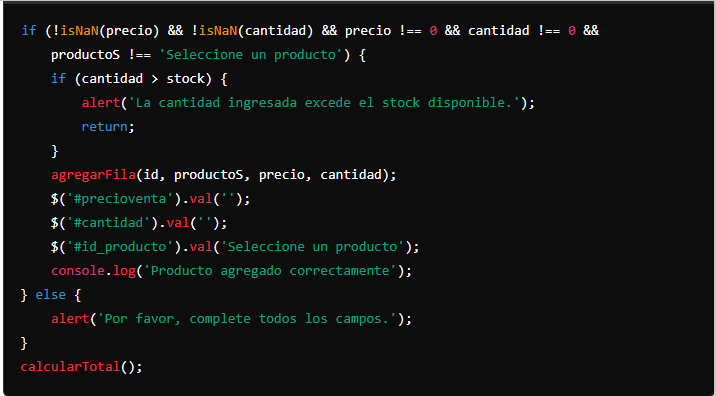 if (!isNaN(precio) && !isNaN(cantidad) && precio !== 0 && cantidad !== 0 &&
    productoS !== 'Seleccione un producto') {
    if (cantidad > stock) {
        alert('La cantidad ingresada excede el stock disponible.');
        return;
    }
    agregarFila(id, productoS, precio, cantidad);
    $('#precioventa').val('');
    $('#cantidad').val('');
    $('#id_producto').val('Seleccione un producto');
    console.log('Producto agregado correctamente');
} else {
    alert('Por favor, complete todos los campos.');
}
calcularTotal();